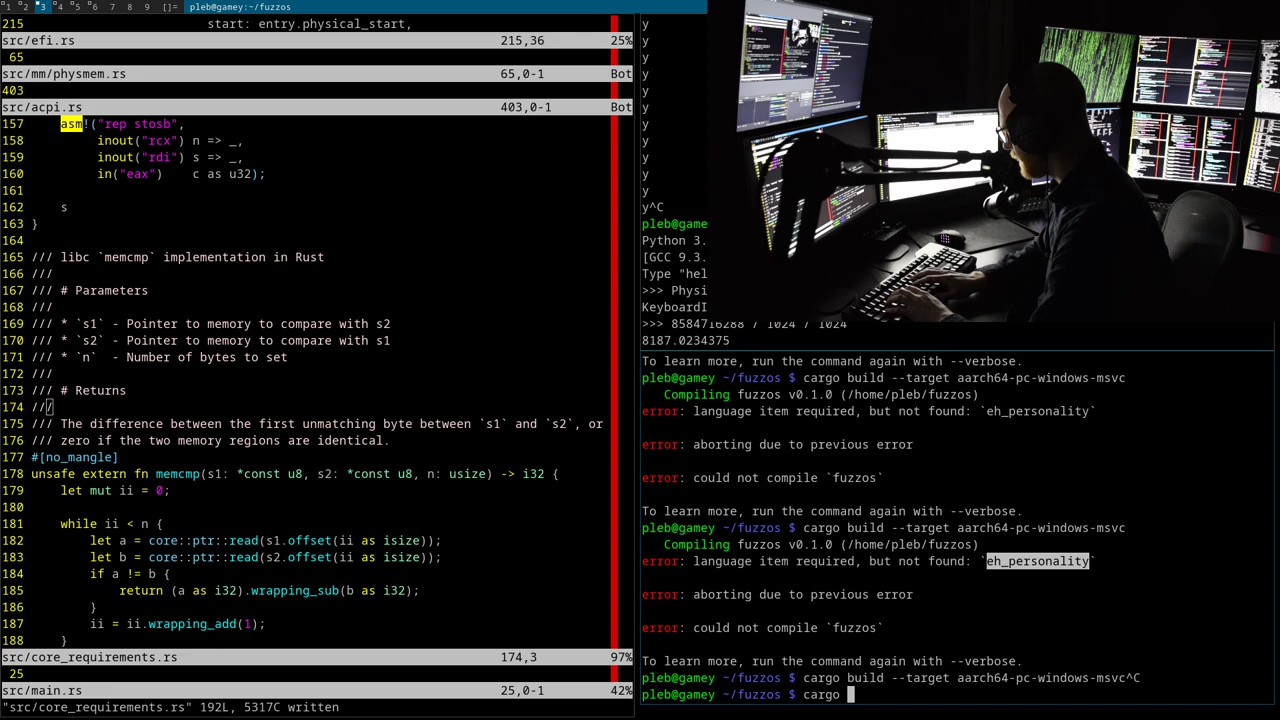 1 2 3 4 5 6 7 8 9 []= pleb@gamey:~/fuzzos
215 start: entry.physical_start,
src/efi.rs 215,36 25%
65
src/mm/physmem.rs 65,0-1 Bot
403
src/acpi.rs 403,0-1 Bot
157 asm!("rep stosb",
158 inout("rcx") n => _,
159 inout("rdi") s => _,
160 in("eax") c as u32);
161
162 s
163 }
164
165 /// libc `memcmp` implementation in Rust
166 ///
167 /// # Parameters
168 ///
169 /// * `s1` - Pointer to memory to compare with s2
170 /// * `s2` - Pointer to memory to compare with s1
171 /// * `n` - Number of bytes to set
172 ///
173 /// # Returns
174 ///
175 /// The difference between the first unmatching byte between `s1` and `s2`, or
176 /// zero if the two memory regions are identical.
177 #[no_mangle]
178 unsafe extern fn memcmp(s1: *const u8, s2: *const u8, n: usize) -> i32 {
179 let mut ii = 0;
180
181 while ii < n {
182 let a = core::ptr::read(s1.offset(ii as isize));
183 let b = core::ptr::read(s2.offset(ii as isize));
184 if a != b {
185 return (a as i32).wrapping_sub(b as i32);
186 }
187 ii = ii.wrapping_add(1);
188 }
src/core_requirements.rs 174,3 97%
25
src/main.rs 25,0-1 42%
"src/core_requirements.rs" 192L, 5317C written
y
y
y
y
y
y
y
y
y
y
y
y^C
pleb@game
Python 3.
[GCC 9.3.
Type "hel
>>> Physi
KeyboardI
>>> 8584716288 / 1024 / 1024
8187.0234375
To learn more, run the command again with --verbose.
pleb@gamey ~/fuzzos $ cargo build --target aarch64-pc-windows-msvc
Compiling fuzzos v0.1.0 (/home/pleb/fuzzos)
error: language item required, but not found: `eh_personality`
error: aborting due to previous error
error: could not compile `fuzzos`
To learn more, run the command again with --verbose.
pleb@gamey ~/fuzzos $ cargo build --target aarch64-pc-windows-msvc
Compiling fuzzos v0.1.0 (/home/pleb/fuzzos)
error: language item required, but not found: `eh_personality`
error: aborting due to previous error
error: could not compile `fuzzos`
To learn more, run the command again with --verbose.
pleb@gamey ~/fuzzos $ cargo build --target aarch64-pc-windows-msvc^C
pleb@gamey ~/fuzzos $ cargo